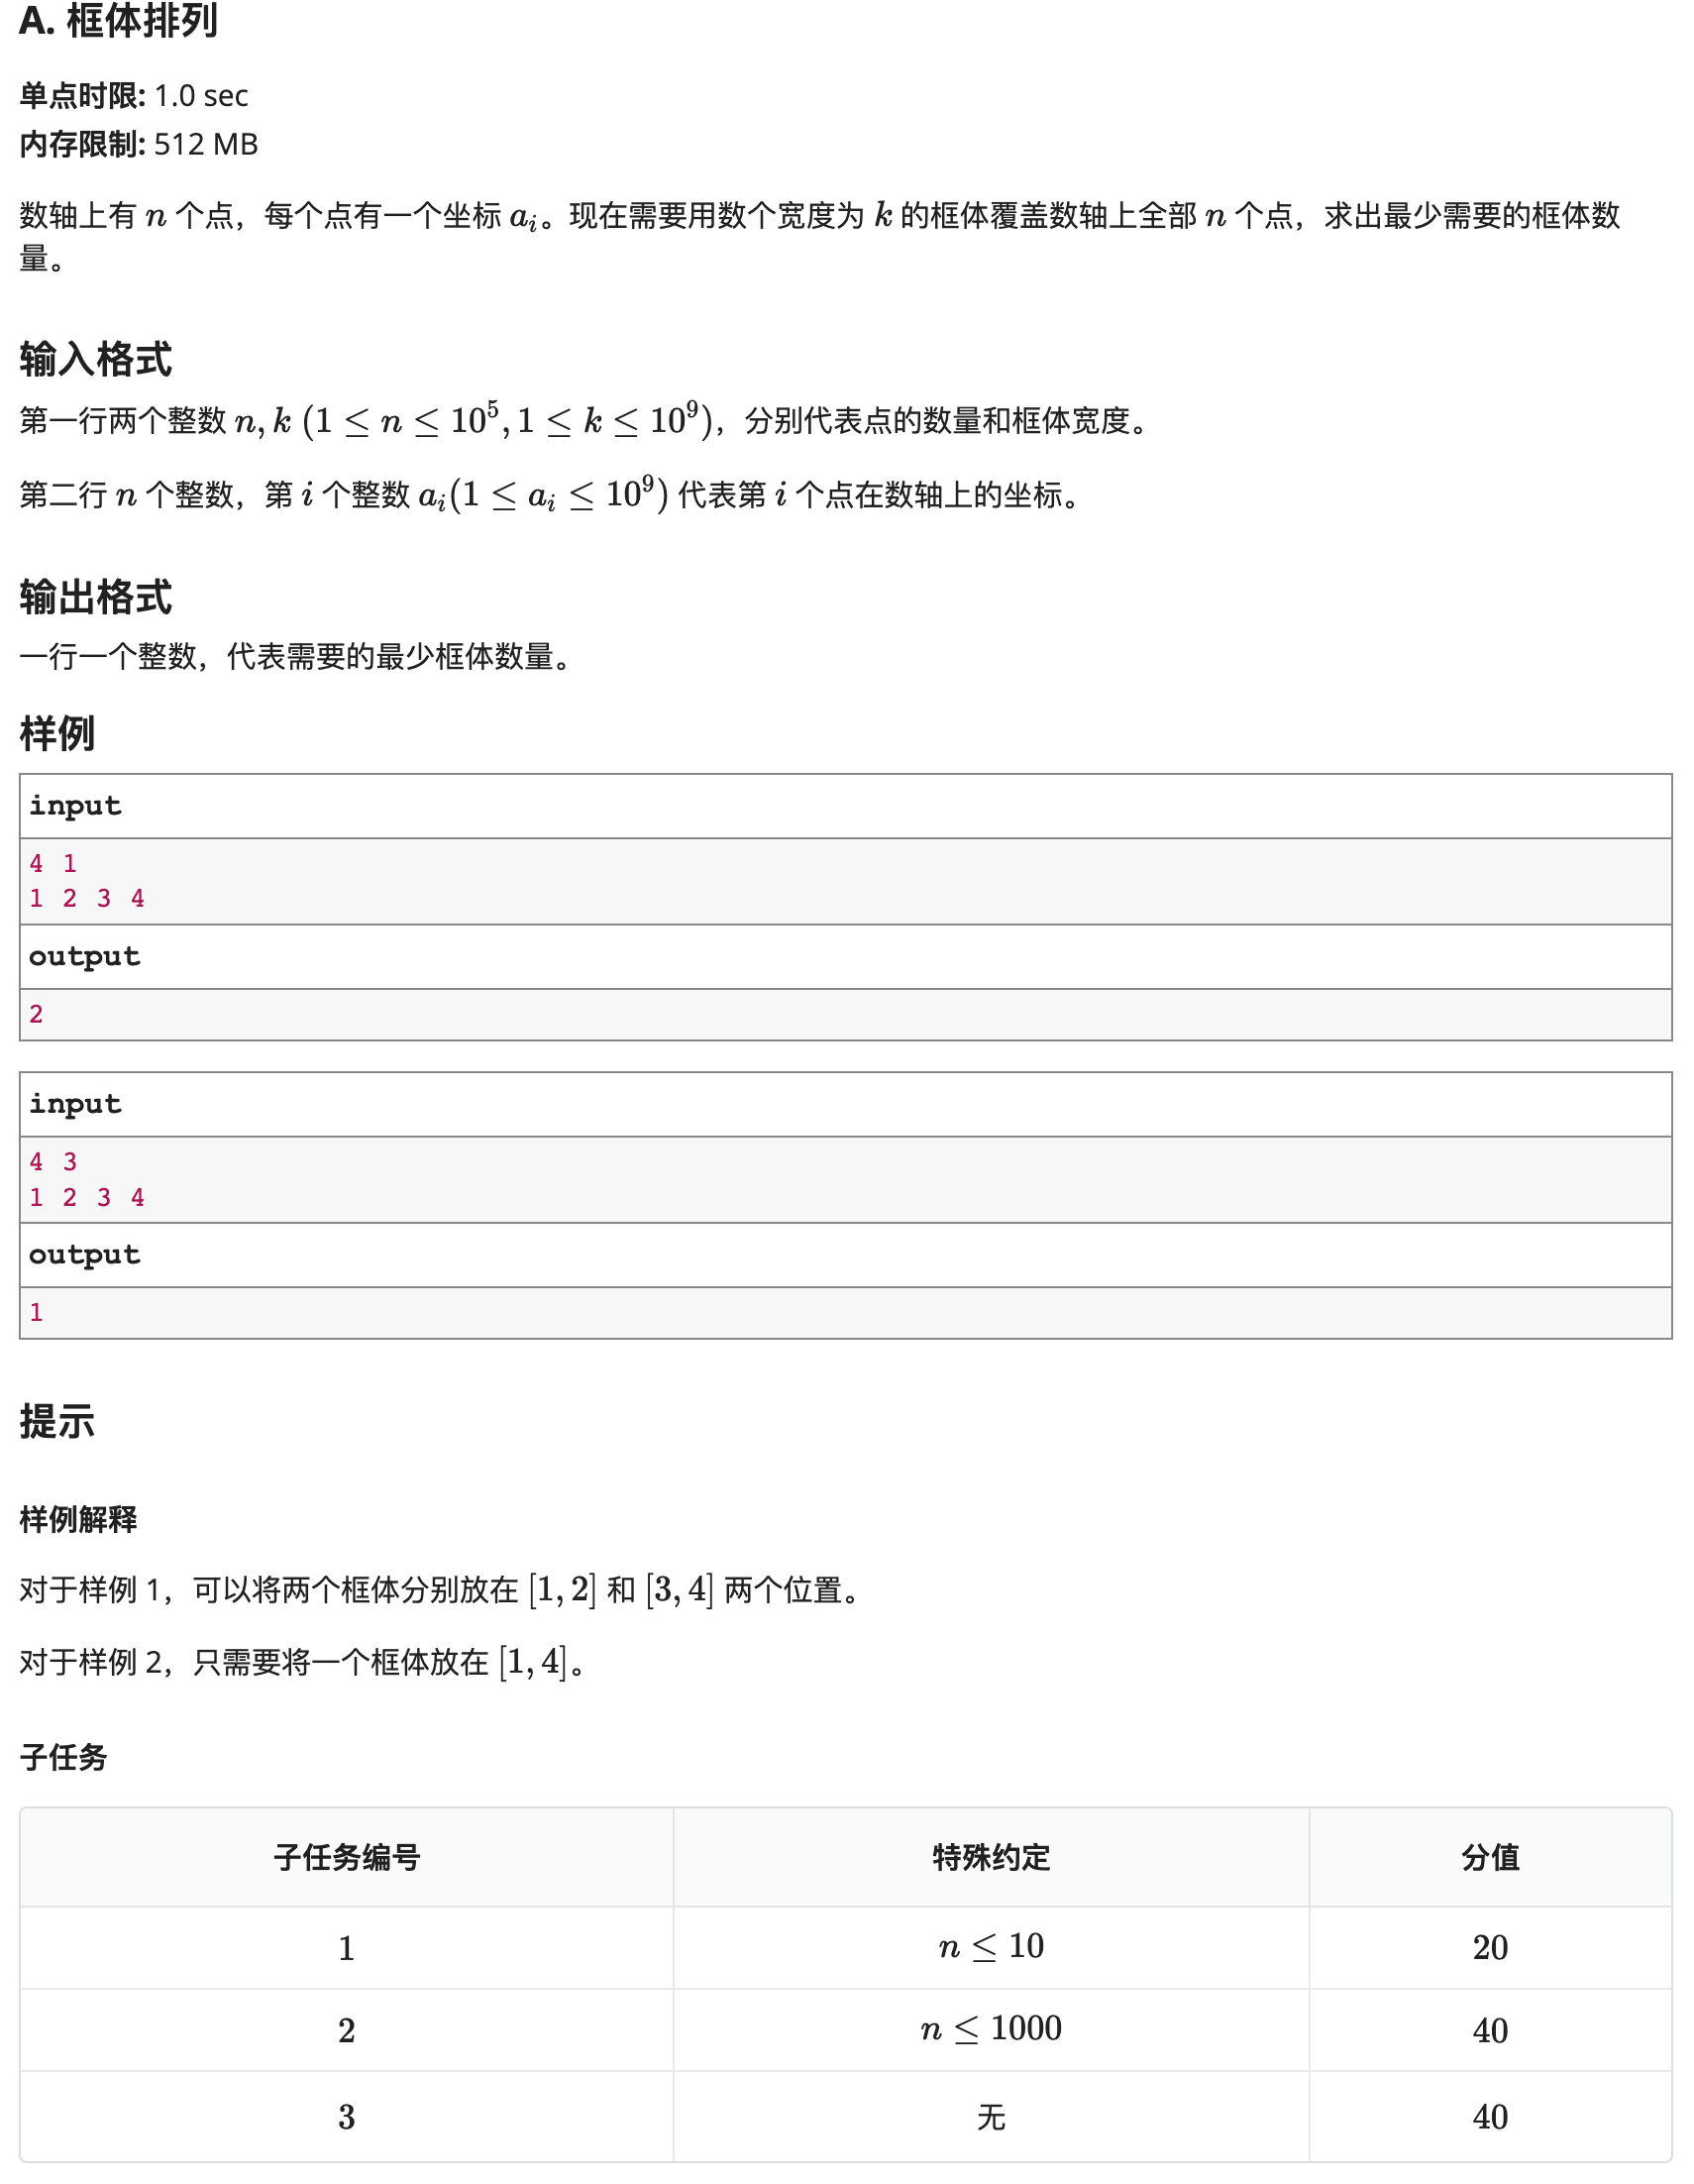 A. 框体排列
单点时限: 1.0 sec
内存限制: 512 MB
数轴上有 n 个点，每个点有一个坐标 a_i。现在需要用数个宽度为 k 的框体覆盖数轴上全部 n 个点，求出最少需要的框体数
量。
输入格式
第一行两个整数 n, k (1 ≤ n ≤ 10^5, 1 ≤ k ≤ 10^9)，分别代表点的数量和框体宽度。
第二行 n 个整数，第 i 个整数 a_i(1 ≤ a_i ≤ 10^9) 代表第 i 个点在数轴上的坐标。
输出格式
一行一个整数，代表需要的最少框体数量。
样例
input
4 1
1 2 3 4
output
2
input
4 3
1 2 3 4
output
1
提示
样例解释
对于样例 1，可以将两个框体分别放在 [1, 2] 和 [3, 4] 两个位置。
对于样例 2，只需要将一个框体放在 [1, 4]。
子任务
子任务编号 特殊约定 分值
1 n ≤ 10 20
2 n ≤ 1000 40
3 无 40